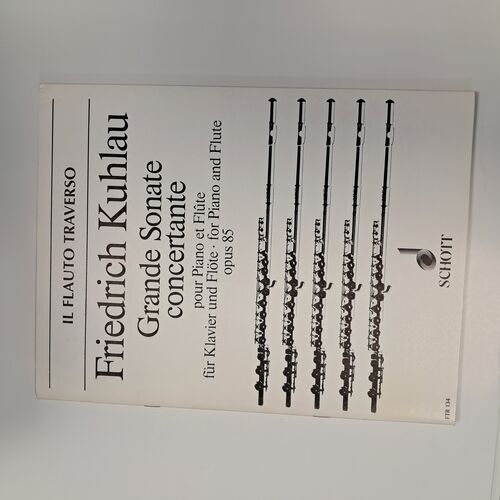 IL FLAUTO TRAVERSO
Friedrich Kuhlau
Grande Sonate
concertante
pour Piano et Flûte
für Klavier und Flöte · for Piano and Flute
opus 85
SCHOTT
FTR 134